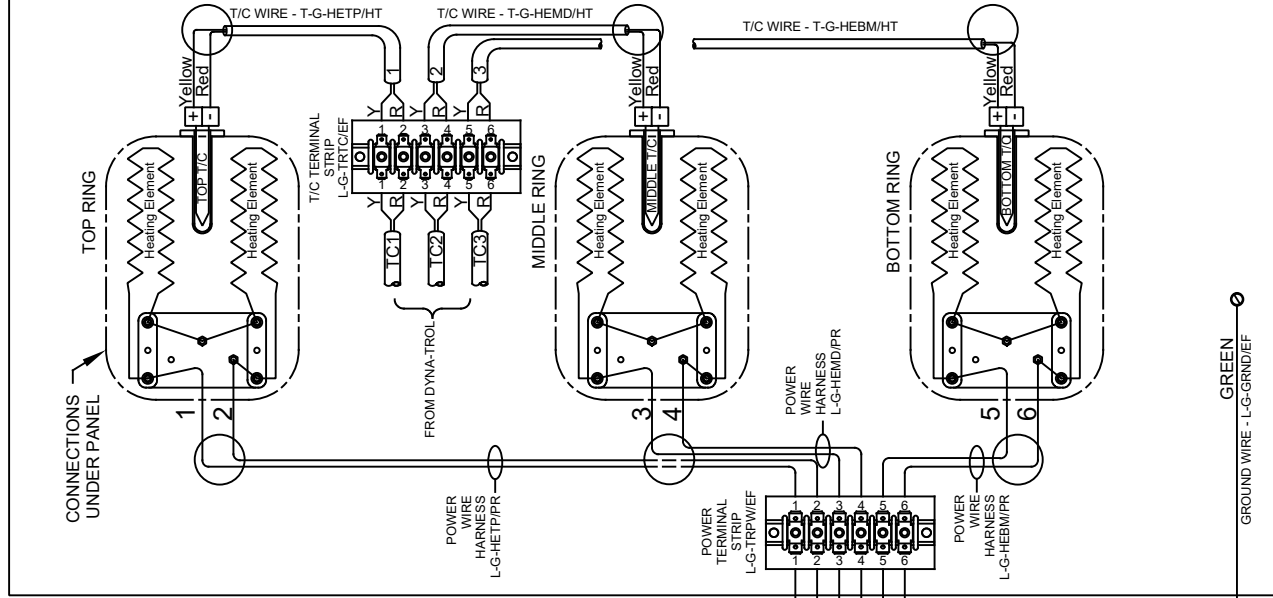 T/C WIRE - T-G-HETP/HT
T/C WIRE - T-G-HEMD/HT
T/C WIRE - T-G-HEBM/HT
1
2
3
Yellow
Red
Yellow
Red
Yellow
Red
+ -
+ -
+ -
Y R Y R Y R
1 2 3 4 5 6
T/C TERMINAL
STRIP
L-G-TRTC/EF
1 2 3 4 5 6
Y R Y R Y R
TC1
TC2
TC3
FROM DYNA-TROL
TOP RING
Heating Element
TOP T/C
Heating Element
MIDDLE RING
Heating Element
MIDDLE T/C
Heating Element
BOTTOM RING
Heating Element
BOTTOM T/C
Heating Element
CONNECTIONS
UNDER PANEL
1 2
3 4
5 6
POWER
WIRE
HARNESS
L-G-HETP/PR
POWER
WIRE
HARNESS
L-G-HEMD/PR
POWER
WIRE
HARNESS
L-G-HEBM/PR
POWER
TERMINAL
STRIP
L-G-TRPW/EF
1 2 3 4 5 6
1 2 3 4 5 6
GREEN
GROUND WIRE - L-G-GRND/EF